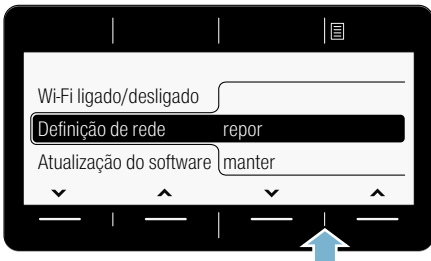 Wi-Fi ligado/desligado
Definição de rede repor
Atualização do software manter